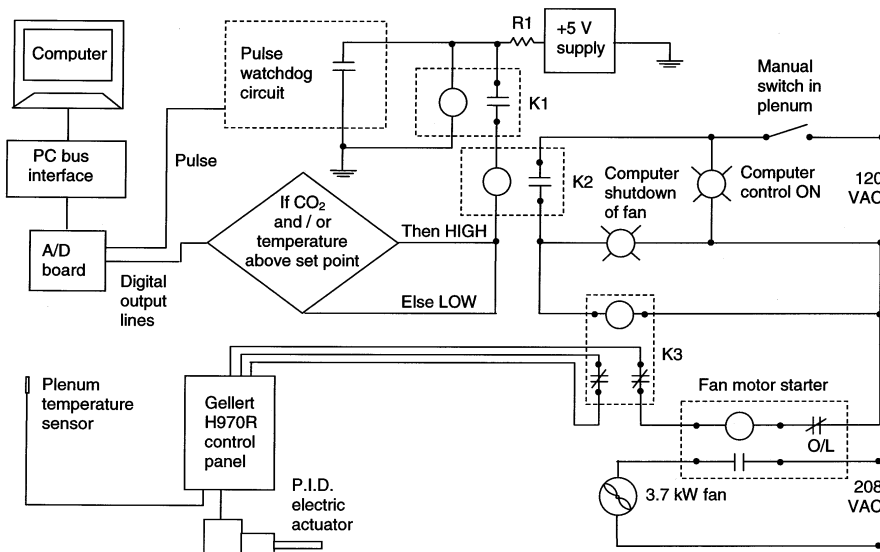 Computer
PC bus
interface
A/D
board
Pulse
Digital
output
lines
Pulse
watchdog
circuit
R1
+5 V
supply
K1
K2
If CO₂
and / or
temperature
above set point
Then HIGH
Else LOW
Manual
switch in
plenum
Computer
shutdown
of fan
Computer
control ON
120
VAC
K3
Plenum
temperature
sensor
Gellert
H970R
control
panel
P.I.D.
electric
actuator
Fan motor starter
O/L
3.7 kW fan
208
VAC